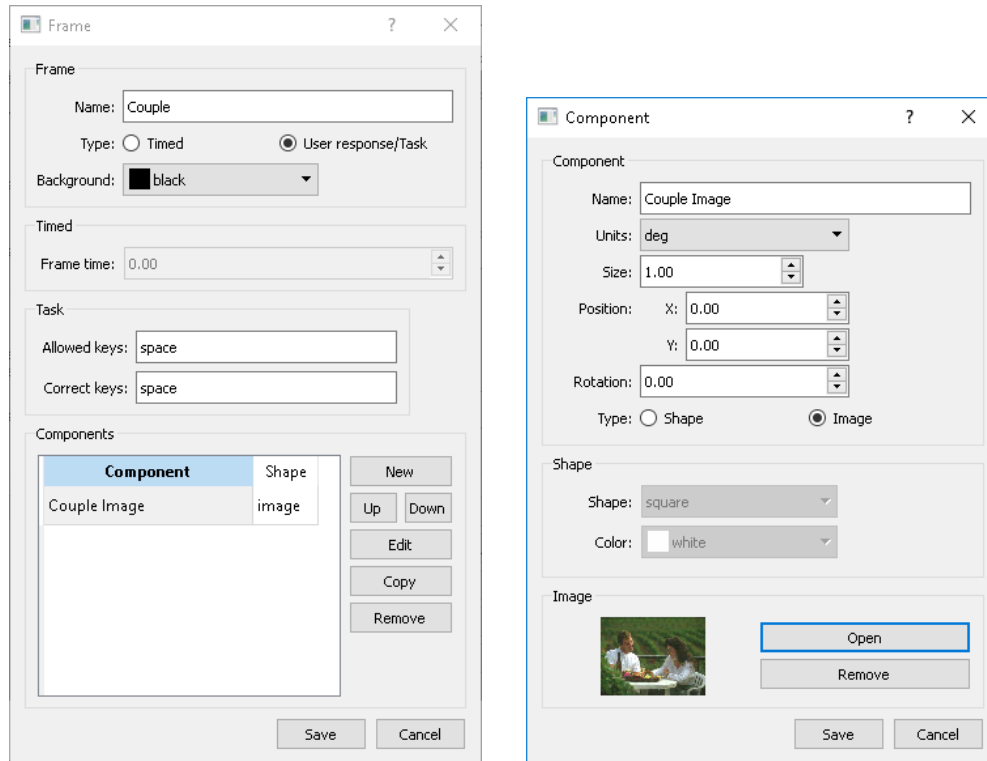 Frame ?
Frame
Name: Couple
Type: Timed User response/Task
Background: black
Timed
Frame time: 0.00
Task
Allowed keys: space
Correct keys: space
Components
Component Shape
Couple Image image
New
Up Down
Edit
Copy
Remove
Save Cancel
Component ?
Component
Name: Couple Image
Units: deg
Size: 1.00
Position: X: 0.00
Y: 0.00
Rotation: 0.00
Type: Shape Image
Shape
Shape: square
Color: white
Image
Open
Remove
Save Cancel